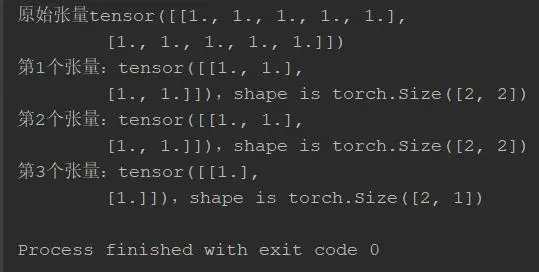 原始张量tensor([[1., 1., 1., 1., 1.],
        [1., 1., 1., 1., 1.]])
第1个张量：tensor([[1., 1.],
        [1., 1.]])，shape is torch.Size([2, 2])
第2个张量：tensor([[1., 1.],
        [1., 1.]])，shape is torch.Size([2, 2])
第3个张量：tensor([[1.],
        [1.]])，shape is torch.Size([2, 1])
Process finished with exit code 0